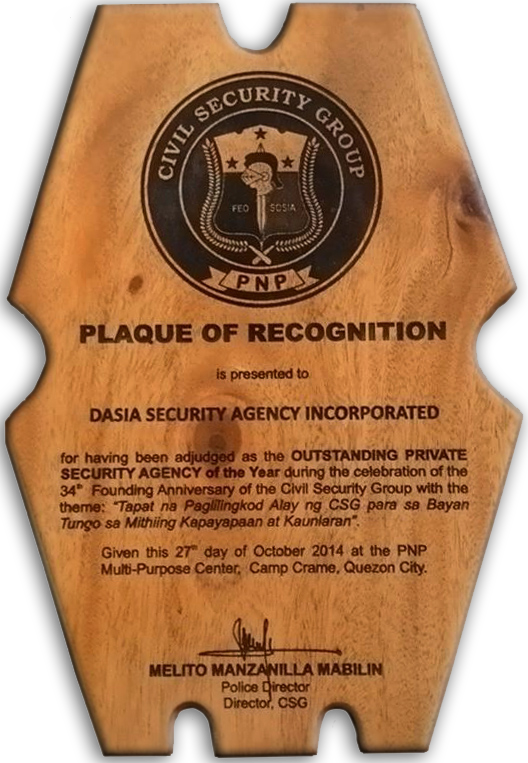 CIVIL SECURITY GROUP
FEO SOSIA
PNP
PLAQUE OF RECOGNITION
is presented to
DASIA SECURITY AGENCY INCORPORATED
for having been adjudged as the OUTSTANDING PRIVATE
SECURITY AGENCY of the Year during the celebration of the
34th Founding Anniversary of the Civil Security Group with the
theme: "Tapat na Paglilingkod Alay ng CSG para sa Bayan
Tungo sa Mithiing Kapayapaan at Kaunlaran".
Given this 27th day of October 2014 at the PNP
Multi-Purpose Center, Camp Crame, Quezon City.
MELITO MANZANILLA MABILIN
Police Director
Director, CSG